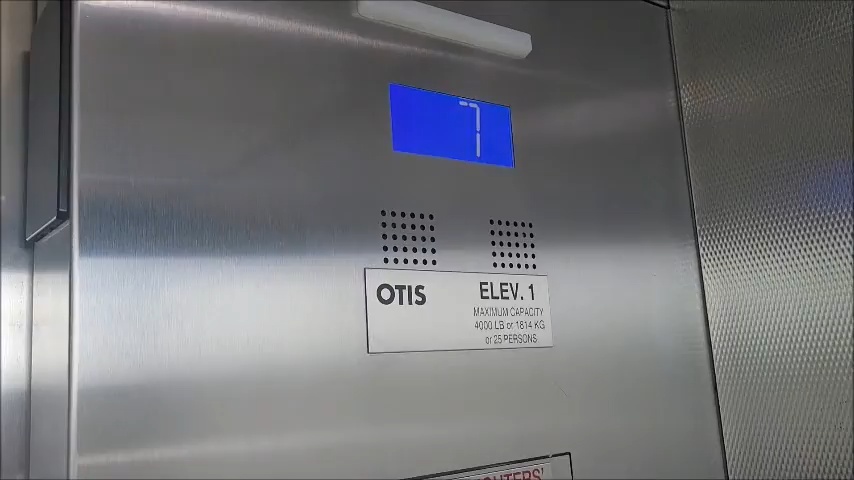 7
OTIS
ELEV. 1
MAXIMUM CAPACITY
4000 LB or 1814 KG
or 25 PERSONS